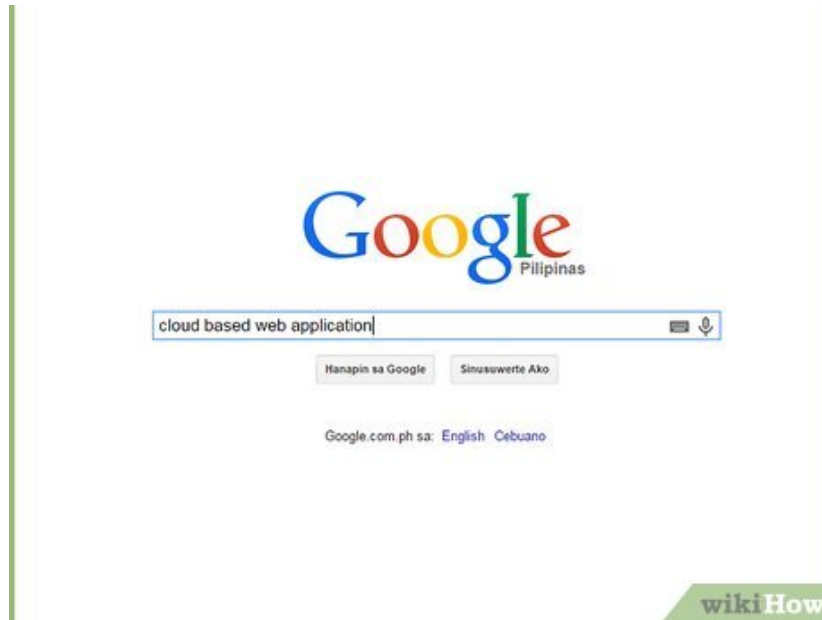 Google
Pilipinas
cloud based web application
Hanapin sa Google Sinusuwerte Ako
Google.com.ph sa: English Cebuano
wikiHow